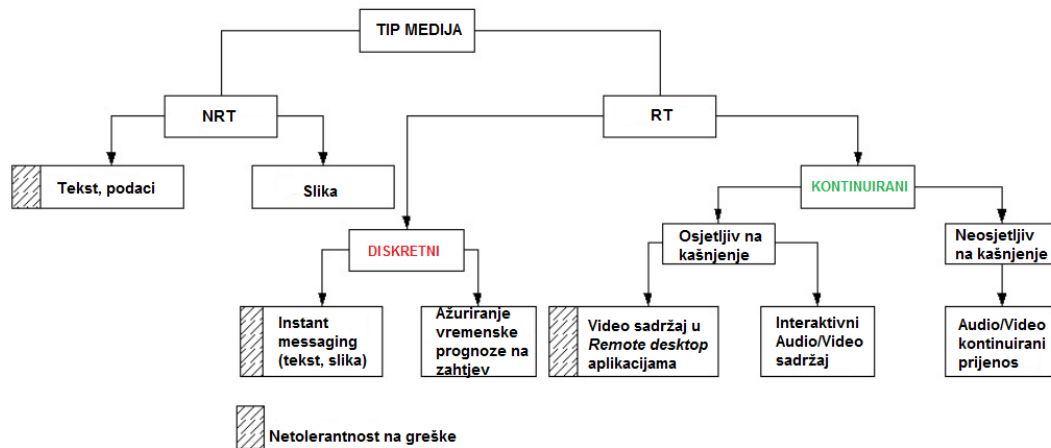 TIP MEDIJA
NRT
RT
Tekst, podaci
Slika
KONTINUIRANI
DISKRETNI
Osjetljiv na
kašnjenje
Neosjetljiv
na kašnjenje
Instant
messaging
(tekst, slika)
Ažuriranje
vremenske
prognoze na
zahtjev
Video sadržaj u
Remote desktop
aplikacijama
Interaktivni
Audio/Video
sadržaj
Audio/Video
kontinuirani
prijenos
Netolerantnost na greške